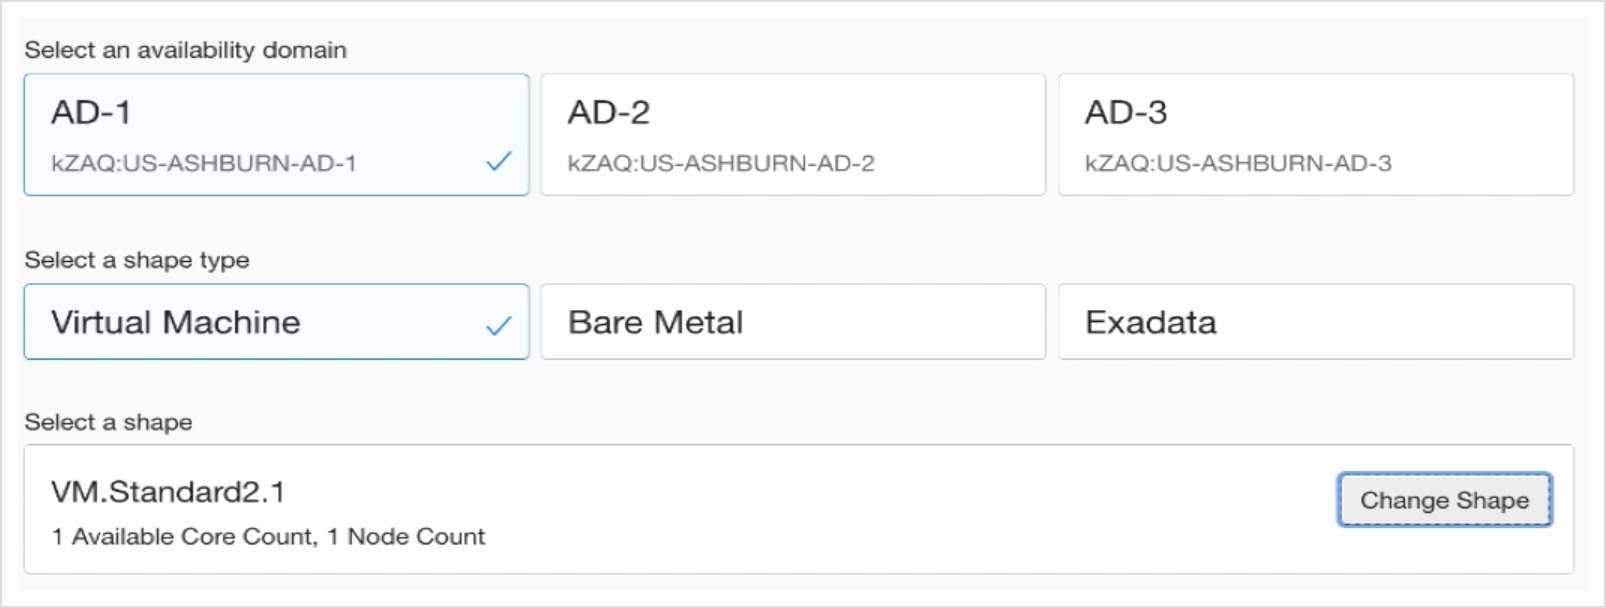 Select an availability domain
AD-1
kZAQ:US-ASHBURN-AD-1
AD-2
kZAQ:US-ASHBURN-AD-2
AD-3
kZAQ:US-ASHBURN-AD-3
Select a shape type
Virtual Machine
Bare Metal
Exadata
Select a shape
VM.Standard2.1
1 Available Core Count, 1 Node Count
Change Shape